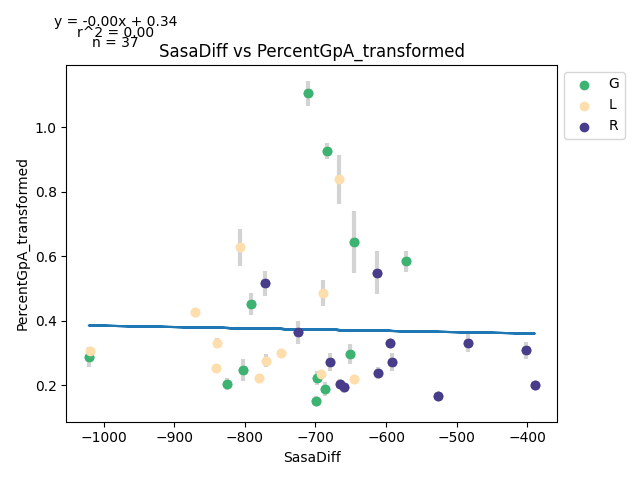 y = -0.00x + 0.34
r^2 = 0.00
n = 37
SasaDiff vs PercentGpA_transformed
G
L
R
PercentGpA_transformed
1.0
0.8
0.6
0.4
0.2
−1000 −900 −800 −700 −600 −500 −400
SasaDiff